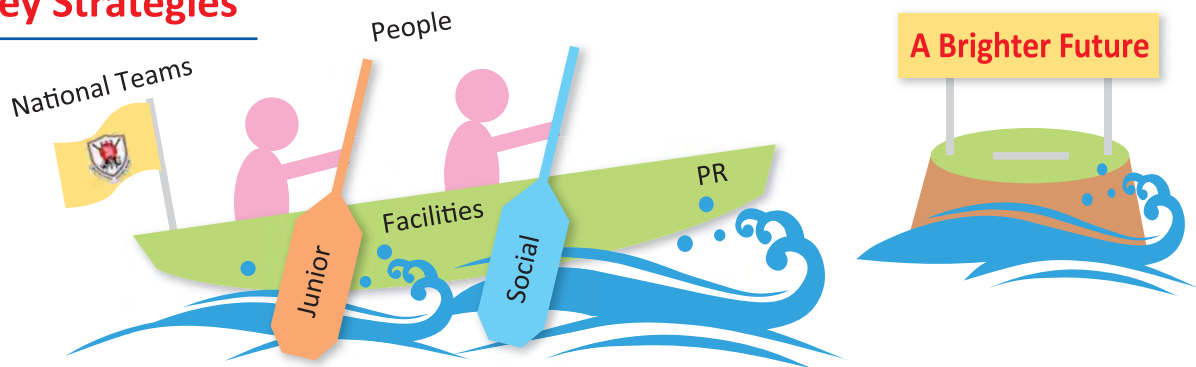 ey Strategies
People
National Teams
A Brighter Future
PR
Facilities
Junior
Social